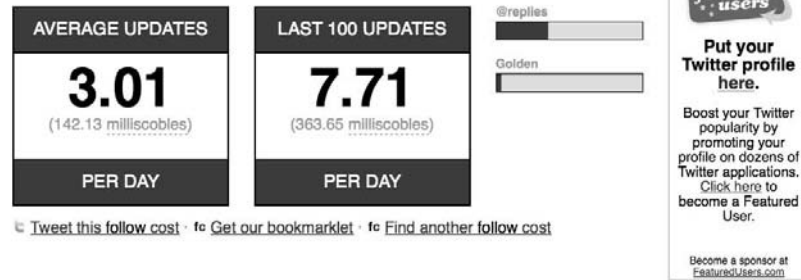 AVERAGE UPDATES
3.01
(142.13 milliscobles)
PER DAY
LAST 100 UPDATES
7.71
(363.65 milliscobles)
PER DAY
@replies
Golden
Tweet this follow cost · fc Get our bookmarklet · fc Find another follow cost
users
Put your
Twitter profile
here.
Boost your Twitter
popularity by
promoting your
profile on dozens of
Twitter applications.
Click here to
become a Featured
User.
Become a sponsor at
FeaturedUsers.com